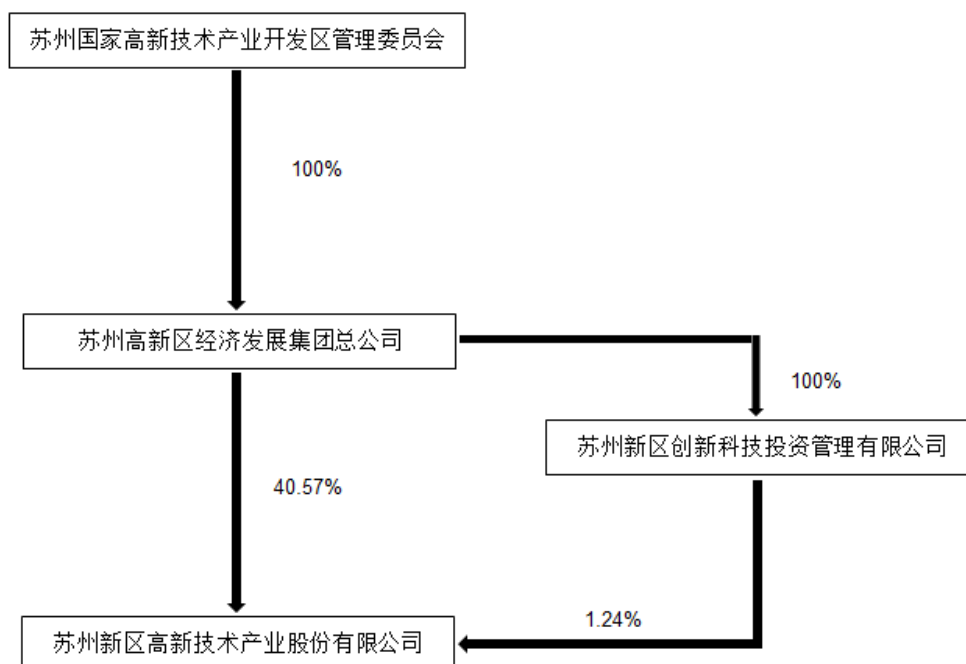 苏州国家高新技术产业开发区管理委员会
100%
苏州高新区经济发展集团总公司
100%
苏州新区创新科技投资管理有限公司
40.57%
1.24%
苏州新区高新技术产业股份有限公司